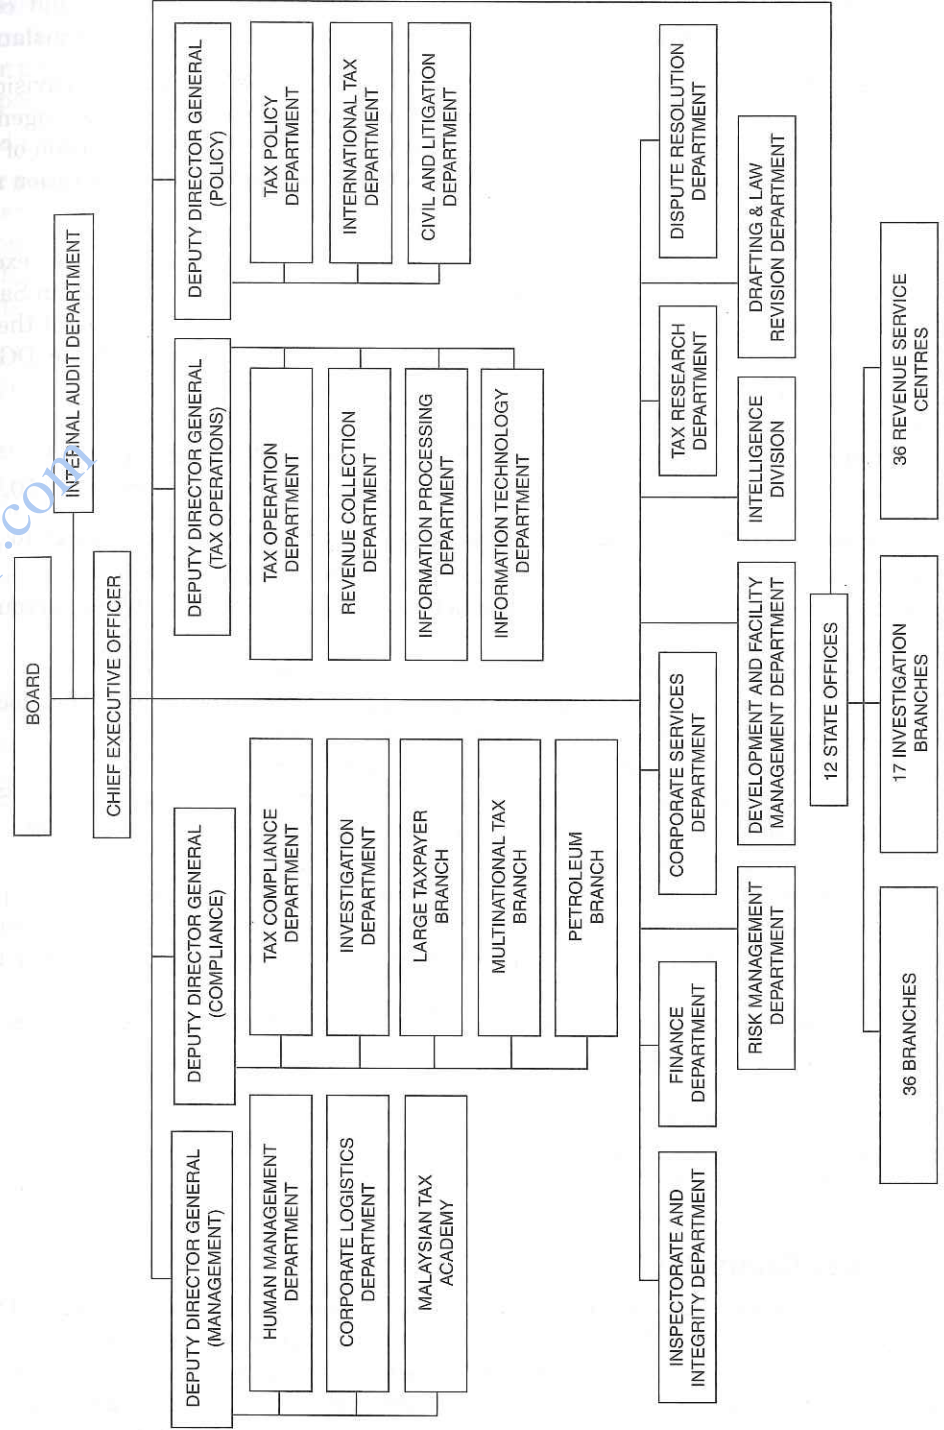 BOARD
INTERNAL AUDIT DEPARTMENT
CHIEF EXECUTIVE OFFICER
DEPUTY DIRECTOR GENERAL
(MANAGEMENT)
HUMAN MANAGEMENT
DEPARTMENT
CORPORATE LOGISTICS
DEPARTMENT
MALAYSIAN TAX
ACADEMY
DEPUTY DIRECTOR GENERAL
(COMPLIANCE)
TAX COMPLIANCE
DEPARTMENT
INVESTIGATION
DEPARTMENT
LARGE TAXPAYER
BRANCH
MULTINATIONAL TAX
BRANCH
PETROLEUM
BRANCH
DEPUTY DIRECTOR GENERAL
(TAX OPERATIONS)
TAX OPERATION
DEPARTMENT
REVENUE COLLECTION
DEPARTMENT
INFORMATION PROCESSING
DEPARTMENT
INFORMATION TECHNOLOGY
DEPARTMENT
DEPUTY DIRECTOR GENERAL
(POLICY)
TAX POLICY
DEPARTMENT
INTERNATIONAL TAX
DEPARTMENT
CIVIL AND LITIGATION
DEPARTMENT
INSPECTORATE AND
INTEGRITY DEPARTMENT
FINANCE
DEPARTMENT
CORPORATE SERVICES
DEPARTMENT
TAX RESEARCH
DEPARTMENT
DISPUTE RESOLUTION
DEPARTMENT
RISK MANAGEMENT
DEPARTMENT
DEVELOPMENT AND FACILITY
MANAGEMENT DEPARTMENT
INTELLIGENCE
DIVISION
DRAFTING & LAW
REVISION DEPARTMENT
12 STATE OFFICES
36 BRANCHES
17 INVESTIGATION
BRANCHES
36 REVENUE SERVICE
CENTRES
.com